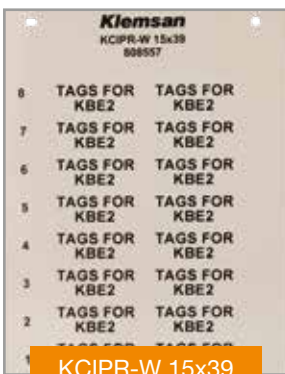 Klemsan
KCIPR-W 15x39
508557
8 TAGS FOR TAGS FOR
KBE2 KBE2
7 TAGS FOR TAGS FOR
KBE2 KBE2
6 TAGS FOR TAGS FOR
KBE2 KBE2
5 TAGS FOR TAGS FOR
KBE2 KBE2
4 TAGS FOR TAGS FOR
KBE2 KBE2
3 TAGS FOR TAGS FOR
KBE2 KBE2
2 TAGS FOR TAGS FOR
KBE2 KBE2
1
KCIPR-W 15x39